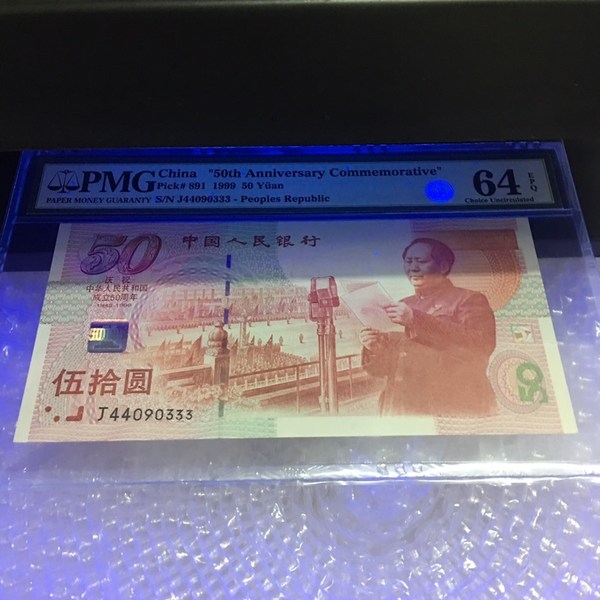 PMG China "50th Anniversary Commemorative"
Pick# 891 1999 50 Yüan
PAPER MONEY GUARANTY S/N J44090333 - Peoples Republic
64 EPQ
Choice Uncirculated
50 中国人民银行
庆祝
中华人民共和国
成立50周年
1949-1999
伍拾圆
J44090333
50